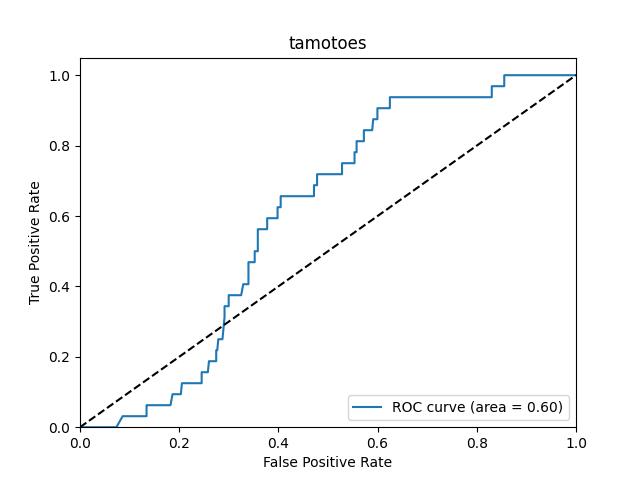 tamotoes
True Positive Rate
1.0
0.8
0.6
0.4
0.2
0.0
ROC curve (area = 0.60)
0.0 0.2 0.4 0.6 0.8 1.0
False Positive Rate